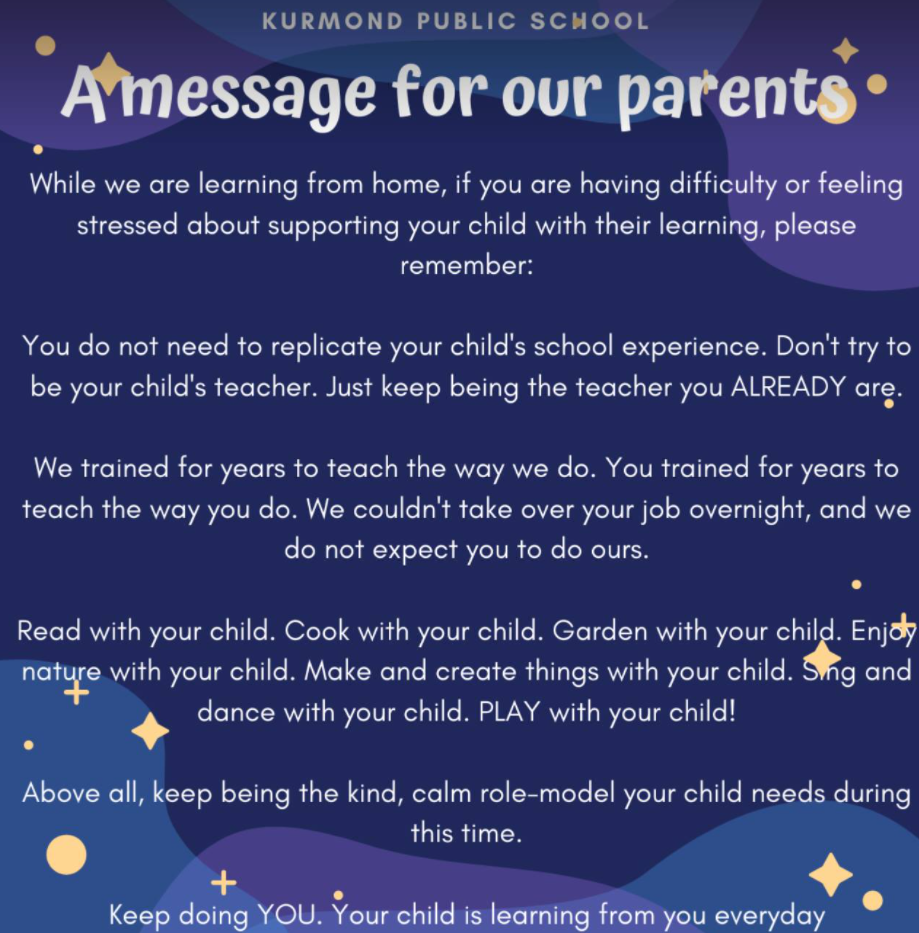 KURMOND PUBLIC SCHOOL
A message for our parents
While we are learning from home, if you are having difficulty or feeling
stressed about supporting your child with their learning, please
remember:
You do not need to replicate your child's school experience. Don't try to
be your child's teacher. Just keep being the teacher you ALREADY are.
We trained for years to teach the way we do. You trained for years to
teach the way you do. We couldn't take over your job overnight, and we
do not expect you to do ours.
Read with your child. Cook with your child. Garden with your child. Enjoy
nature with your child. Make and create things with your child. Sing and
dance with your child. PLAY with your child!
Above all, keep being the kind, calm role-model your child needs during
this time.
Keep doing YOU. Your child is learning from you everyday